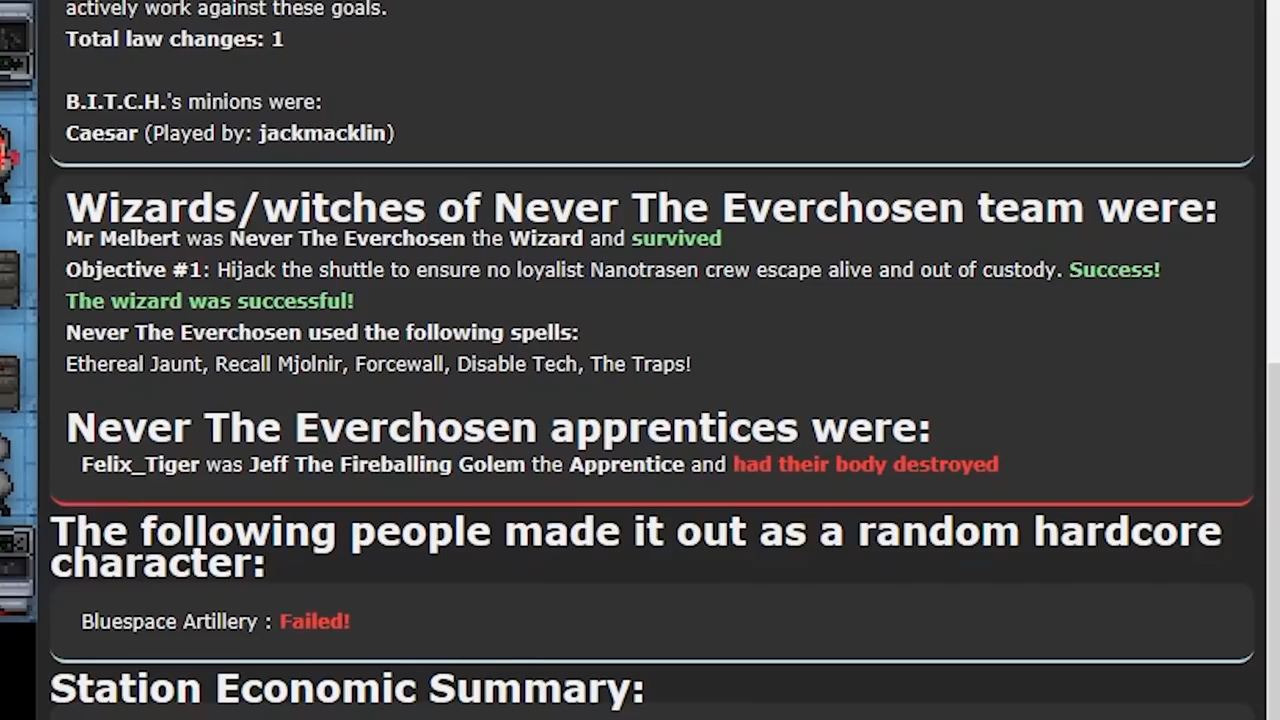 actively work against these goals.
Total law changes: 1
B.I.T.C.H.'s minions were:
Caesar (Played by: jackmacklin)
Wizards/witches of Never The Everchosen team were:
Mr Melbert was Never The Everchosen the Wizard and survived
Objective #1: Hijack the shuttle to ensure no loyalist Nanotrasen crew escape alive and out of custody. Success!
The wizard was successful!
Never The Everchosen used the following spells:
Ethereal Jaunt, Recall Mjolnir, Forcewall, Disable Tech, The Traps!
Never The Everchosen apprentices were:
Felix_Tiger was Jeff The Fireballing Golem the Apprentice and had their body destroyed
The following people made it out as a random hardcore
character:
Bluespace Artillery : Failed!
Station Economic Summary: